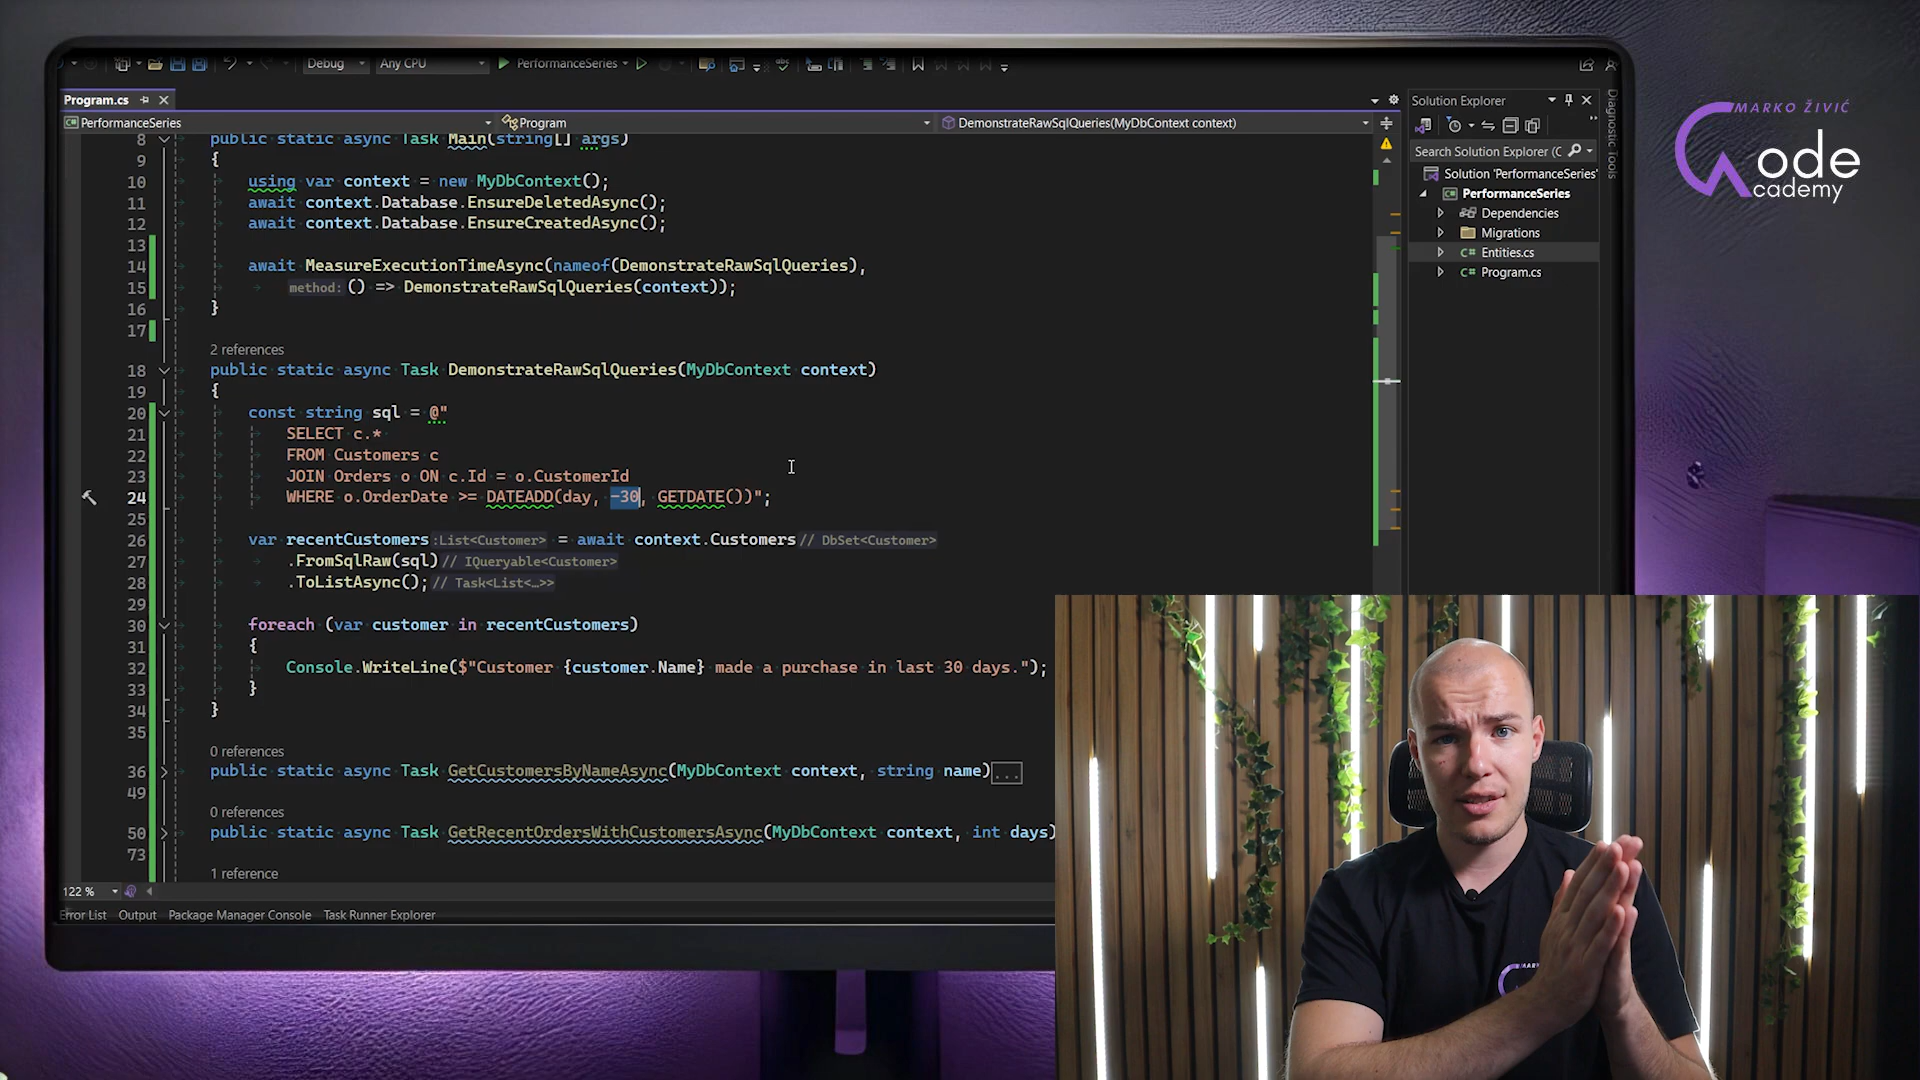 Debug Any CPU PerformanceSeries
Program.cs
PerformanceSeries Program DemonstrateRawSqlQueries(MyDbContext context)
8 public static async Task Main(string[] args)
9 {
10 using var context = new MyDbContext();
11 await context.Database.EnsureDeletedAsync();
12 await context.Database.EnsureCreatedAsync();
13
14 await MeasureExecutionTimeAsync(nameof(DemonstrateRawSqlQueries),
15 method: () => DemonstrateRawSqlQueries(context));
16 }
17
2 references
18 public static async Task DemonstrateRawSqlQueries(MyDbContext context)
19 {
20 const string sql = @"
21 SELECT c.*
22 FROM Customers c
23 JOIN Orders o ON c.Id = o.CustomerId
24 WHERE o.OrderDate >= DATEADD(day, -30, GETDATE())";
25
26 var recentCustomers :List<Customer> = await context.Customers // DbSet<Customer>
27 .FromSqlRaw(sql) // IQueryable<Customer>
28 .ToListAsync(); // Task<List<…>>
29
30 foreach (var customer in recentCustomers)
31 {
32 Console.WriteLine($"Customer {customer.Name} made a purchase in last 30 days.");
33 }
34 }
35
0 references
36 public static async Task GetCustomersByNameAsync(MyDbContext context, string name)...
49
0 references
50 public static async Task GetRecentOrdersWithCustomersAsync(MyDbContext context, int days)
73
1 reference
122 %
Error List Output Package Manager Console Task Runner Explorer
Solution Explorer
Search Solution Explorer (C
Solution 'PerformanceSeries'
PerformanceSeries
Dependencies
Migrations
C# Entities.cs
C# Program.cs
Diagnostic Tools
MARKO ŽIVIĆ
Code
Academy